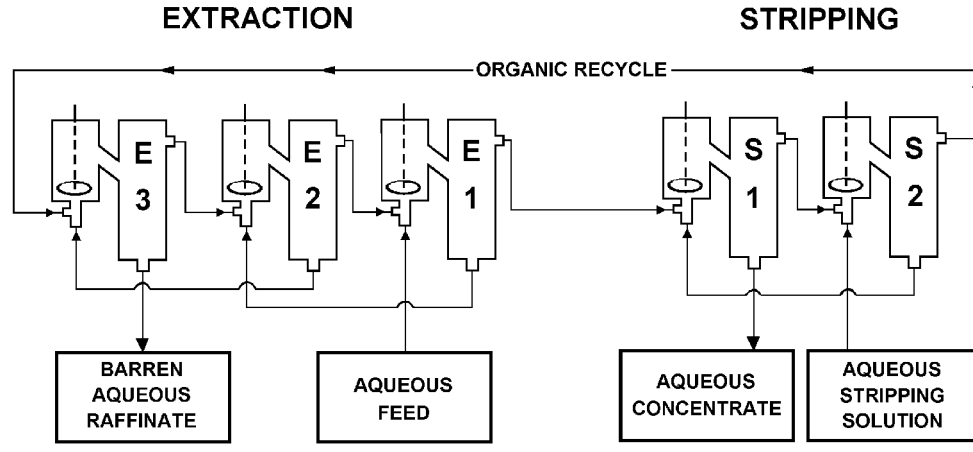 EXTRACTION
STRIPPING
ORGANIC RECYCLE
E
3
E
2
E
1
S
1
S
2
BARREN
AQUEOUS
RAFFINATE
AQUEOUS
FEED
AQUEOUS
CONCENTRATE
AQUEOUS
STRIPPING
SOLUTION